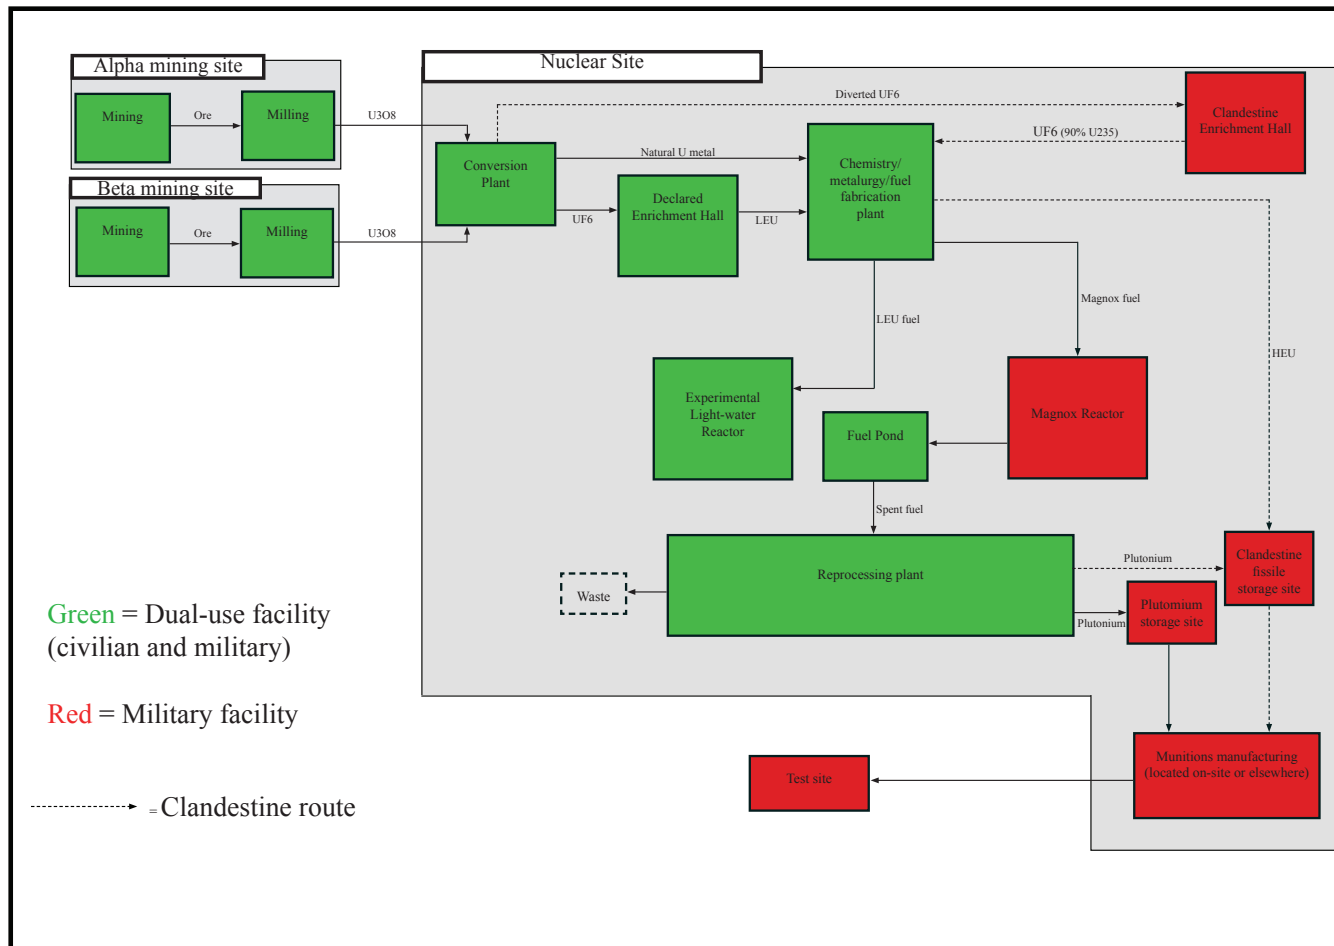 Alpha mining site
Mining
Ore
Milling
U3O8
Beta mining site
Mining
Ore
Milling
U3O8
Nuclear Site
Diverted UF6
Clandestine
Enrichment Hall
UF6 (90% U235)
Conversion
Plant
Natural U metal
UF6
Declared
Enrichment Hall
LEU
Chemistry/
metalurgy/fuel
fabrication
plant
LEU fuel
Magnox fuel
HEU
Experimental
Light-water
Reactor
Fuel Pond
Magnox Reactor
Spent fuel
Reprocessing plant
Waste
Plutonium
Plutonium
Clandestine
fissile
storage site
Plutomium
storage site
Munitions manufacturing
(located on-site or elsewhere)
Test site
Green = Dual-use facility
(civilian and military)
Red = Military facility
= Clandestine route